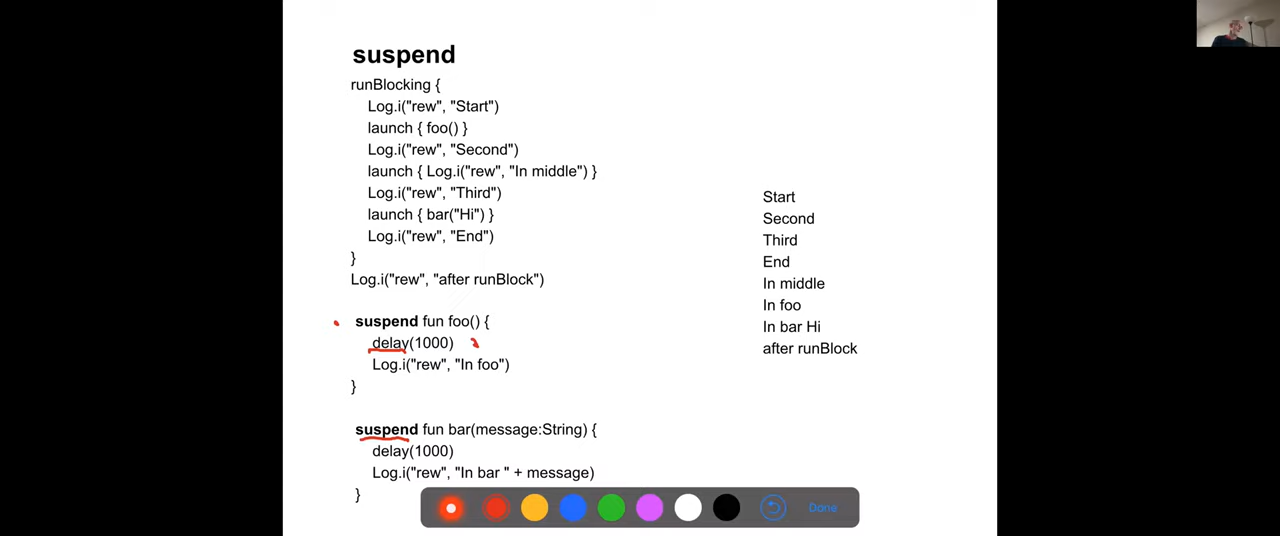 suspend
runBlocking {
Log.i("rew", "Start")
launch { foo() }
Log.i("rew", "Second")
launch { Log.i("rew", "In middle") }
Log.i("rew", "Third")
launch { bar("Hi") }
Log.i("rew", "End")
}
Log.i("rew", "after runBlock")
suspend fun foo() {
delay(1000)
Log.i("rew", "In foo")
}
suspend fun bar(message:String) {
delay(1000)
Log.i("rew", "In bar " + message)
}
Start
Second
Third
End
In middle
In foo
In bar Hi
after runBlock
Done